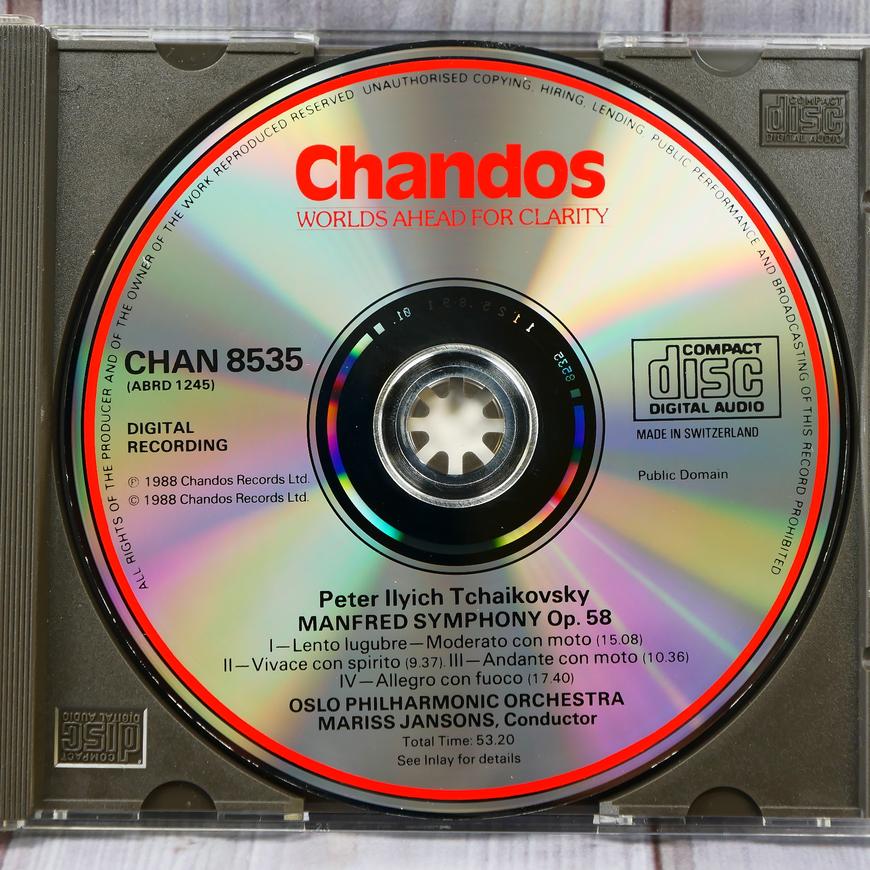 ALL RIGHTS OF THE PRODUCER AND OF THE OWNER OF THE WORK REPRODUCED RESERVED UNAUTHORISED COPYING, HIRING, LENDING, PUBLIC PERFORMANCE AND BROADCASTING OF THIS RECORD PROHIBITED
COMPACT
disc
DIGITAL AUDIO
Chandos
WORLDS AHEAD FOR CLARITY
CHAN 8535
(ABRD 1245)
DIGITAL
RECORDING
℗ 1988 Chandos Records Ltd.
© 1988 Chandos Records Ltd.
COMPACT
disc
DIGITAL AUDIO
MADE IN SWITZERLAND
Public Domain
Peter Ilyich Tchaikovsky
MANFRED SYMPHONY Op. 58
I—Lento lugubre—Moderato con moto (15.08)
II—Vivace con spirito (9.37). III—Andante con moto (10.36)
IV—Allegro con fuoco (17.40)
OSLO PHILHARMONIC ORCHESTRA
MARISS JANSONS, Conductor
Total Time: 53.20
See Inlay for details
COMPACT
disc
DIGITAL AUDIO